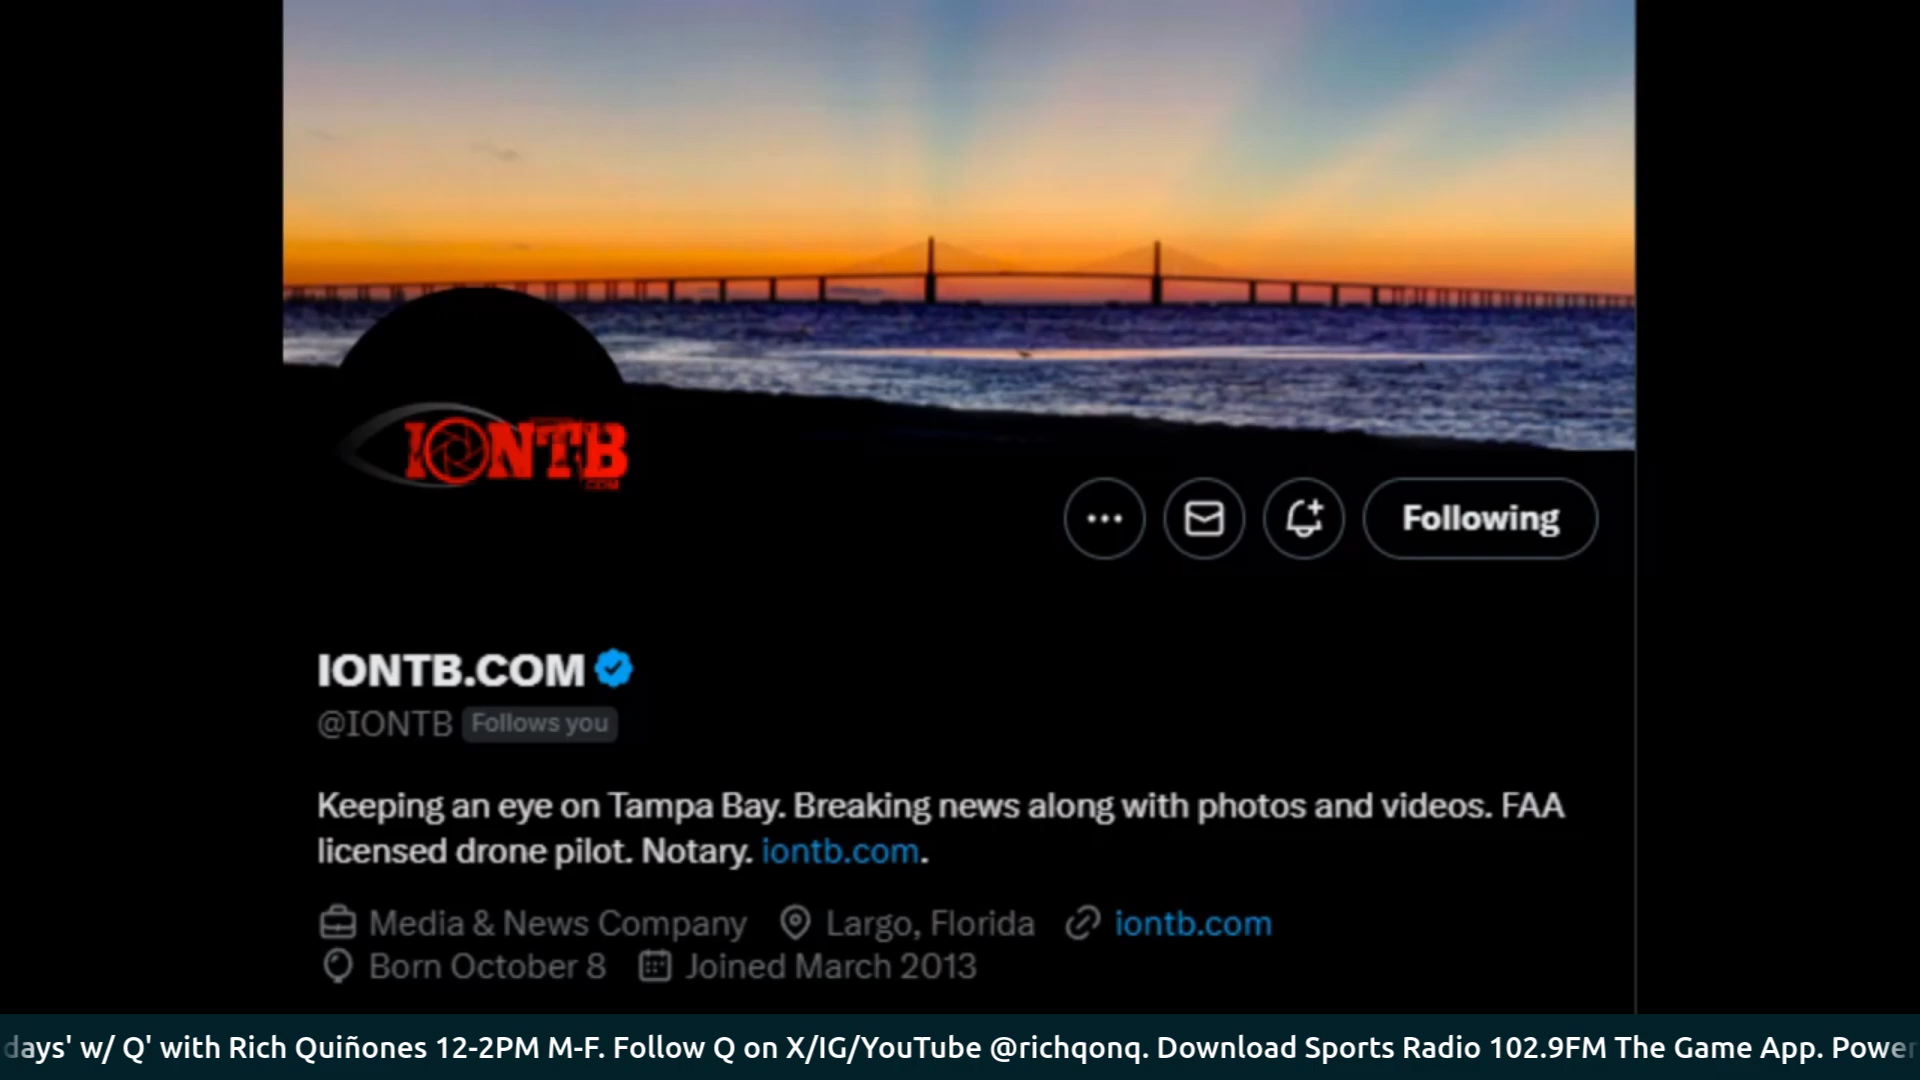 IONTB
.COM
Following
IONTB.COM
@IONTB Follows you
Keeping an eye on Tampa Bay. Breaking news along with photos and videos. FAA
licensed drone pilot. Notary. iontb.com.
Media & News Company Largo, Florida iontb.com
Born October 8 Joined March 2013
days' w/ Q' with Rich Quiñones 12-2PM M-F. Follow Q on X/IG/YouTube @richqonq. Download Sports Radio 102.9FM The Game App. Power